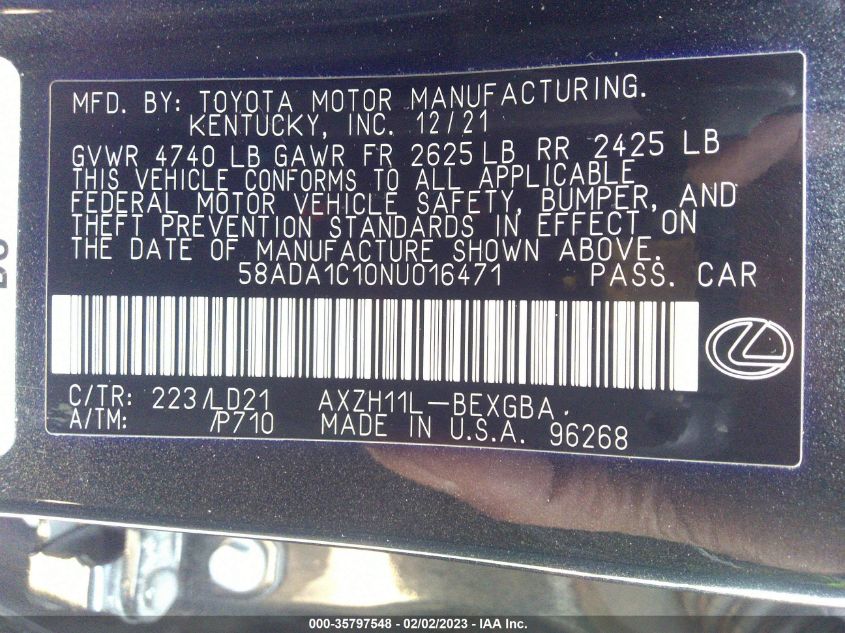 MFD. BY: TOYOTA MOTOR MANUFACTURING.
KENTUCKY, INC. 12/21
GVWR 4740 LB GAWR FR 2625 LB RR 2425 LB
THIS VEHICLE CONFORMS TO ALL APPLICABLE
FEDERAL MOTOR VEHICLE SAFETY, BUMPER, AND
THEFT PREVENTION STANDARDS IN EFFECT ON
THE DATE OF MANUFACTURE SHOWN ABOVE.
58ADA1C10NU016471 PASS. CAR
C/TR: 223/LD21 AXZH11L-BEXGBA
A/TM: /P710 MADE IN U.S.A. 96268
000-35797548 - 02/02/2023 - IAA Inc.